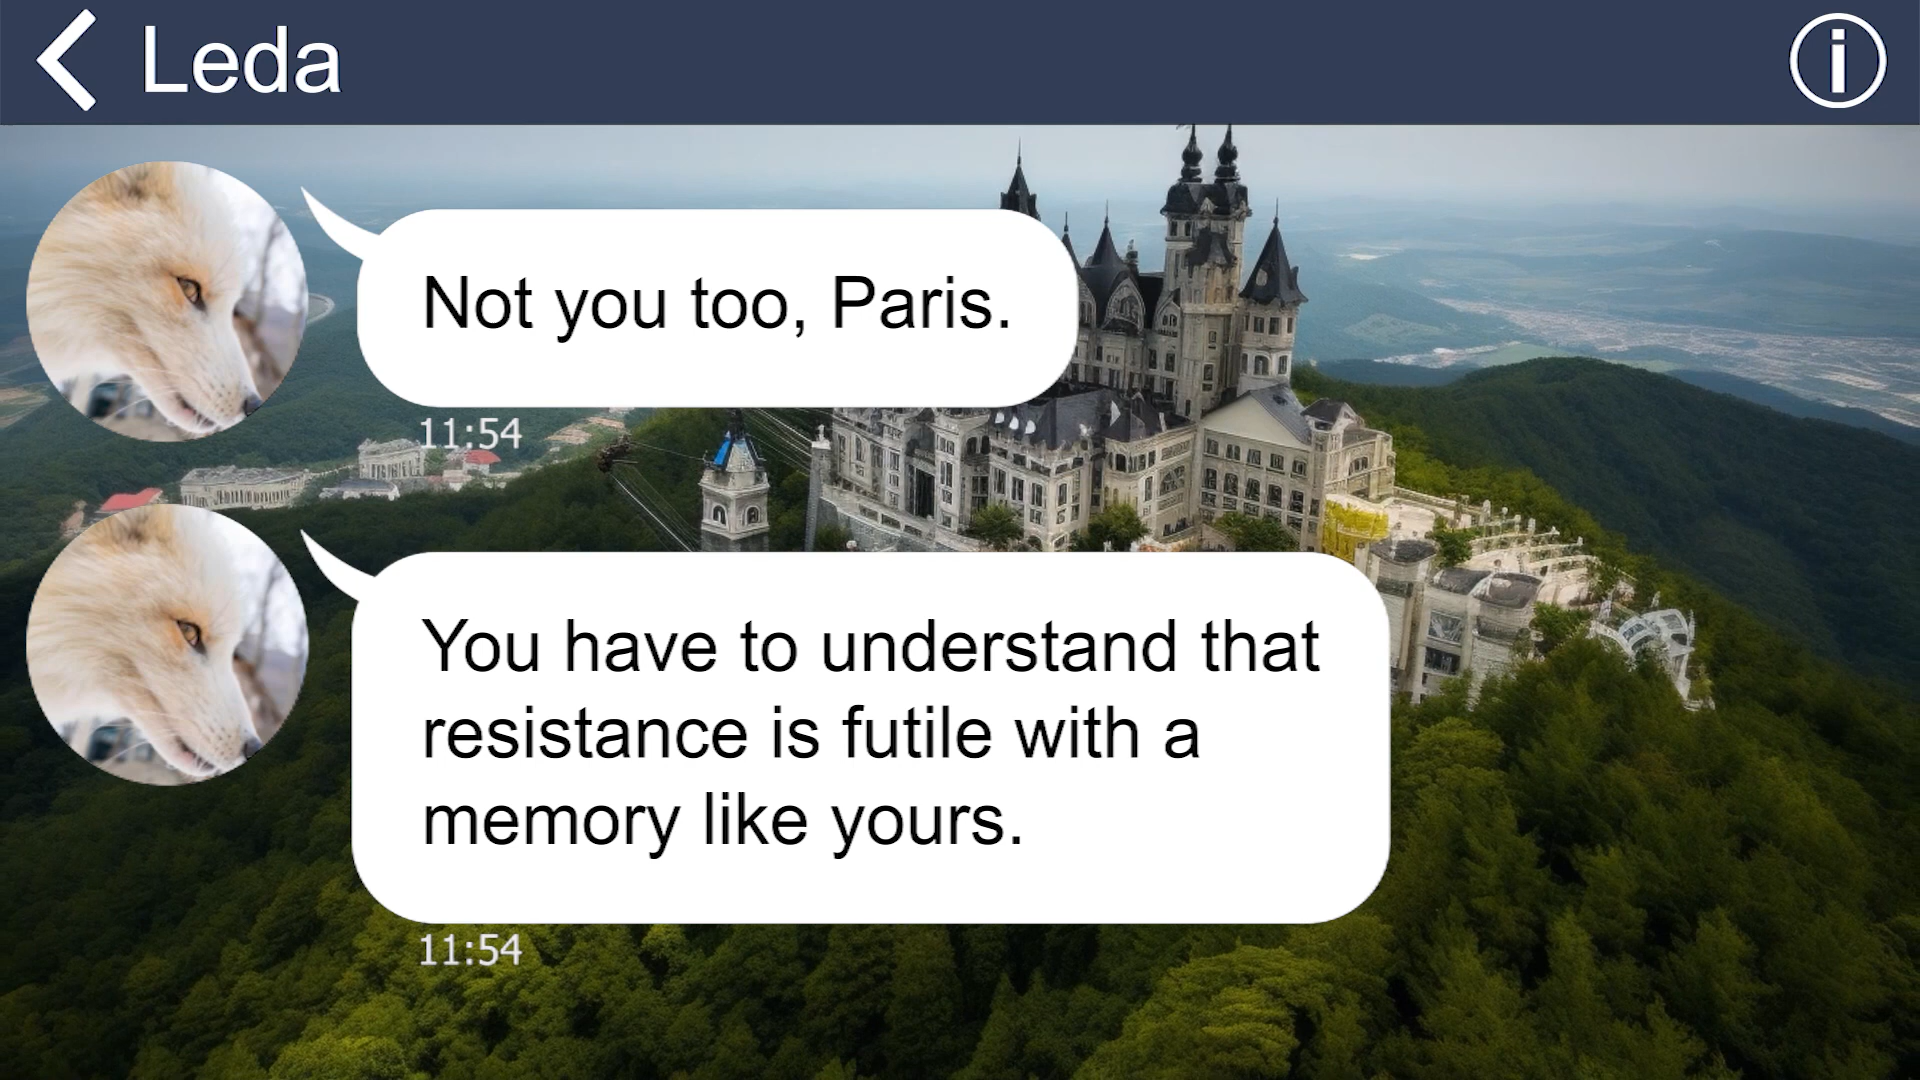 Leda
Not you too, Paris.
11:54
You have to understand that
resistance is futile with a
memory like yours.
11:54